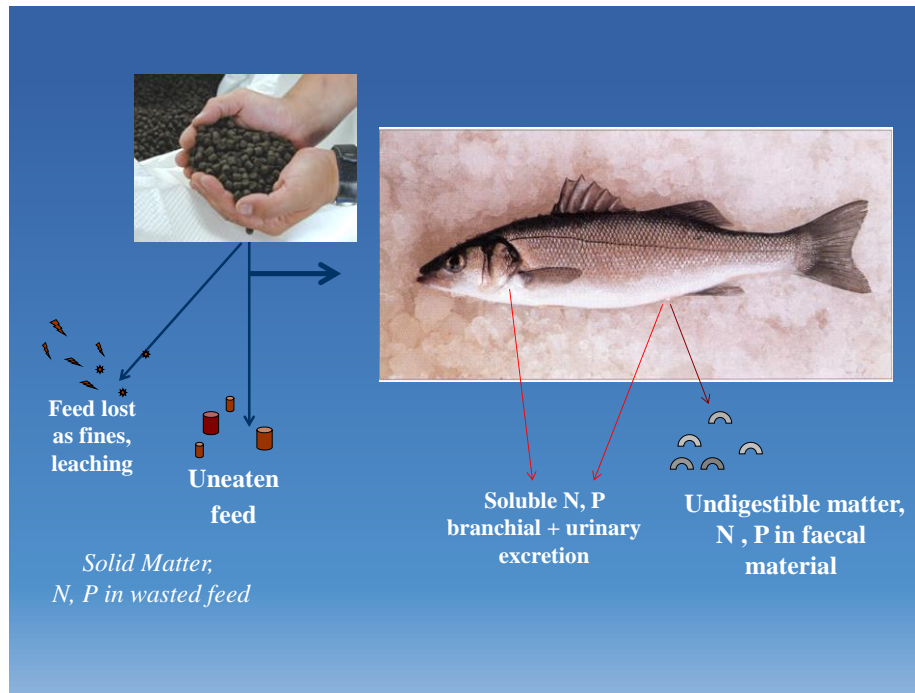 Feed lost
as fines,
leaching
Uneaten
feed
Solid Matter,
N, P in wasted feed
Soluble N, P
branchial + urinary
excretion
Undigestible matter,
N , P in faecal
material